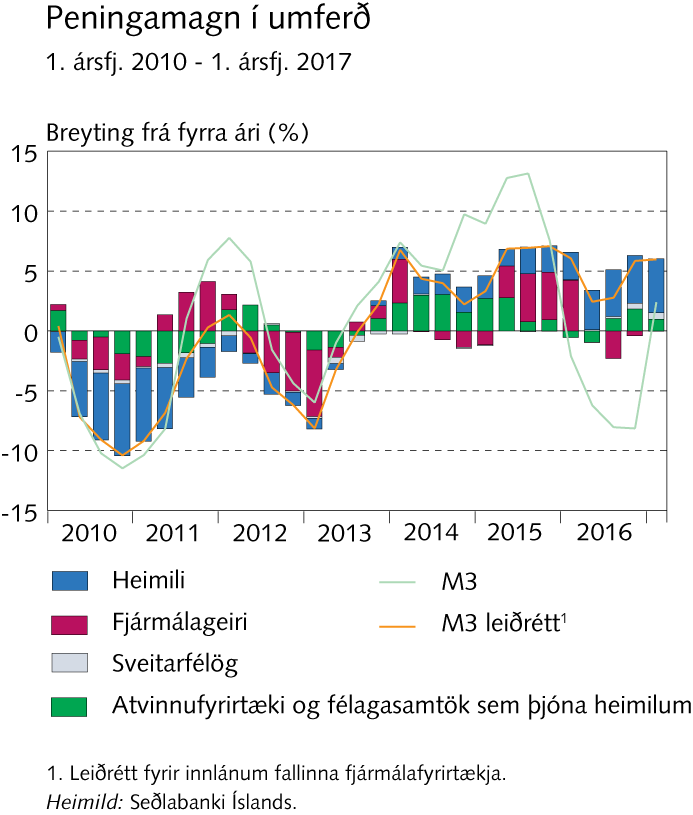 Peningamagn í umferð
1. ársfj. 2010 - 1. ársfj. 2017
Breyting frá fyrra ári (%)
15
10
5
0
-5
-10
-15
2010 2011 2012 2013 2014 2015 2016
Heimili
Fjármálageiri
Sveitarfélög
Atvinnufyrirtæki og félagasamtök sem þjóna heimilum
M3
M3 leiðrétt¹
1. Leiðrétt fyrir innlánum fallinna fjármálafyrirtækja.
Heimild: Seðlabanki Íslands.